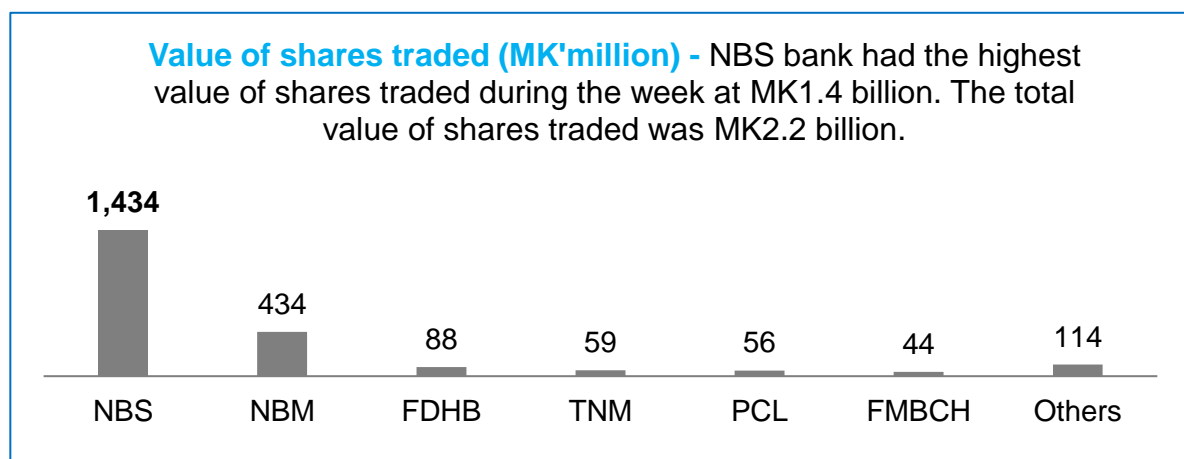 Value of shares traded (MK'million) - NBS bank had the highest
value of shares traded during the week at MK1.4 billion. The total
value of shares traded was MK2.2 billion.
1,434
434
88
59
56
44
114
NBS
NBM
FDHB
TNM
PCL
FMBCH
Others